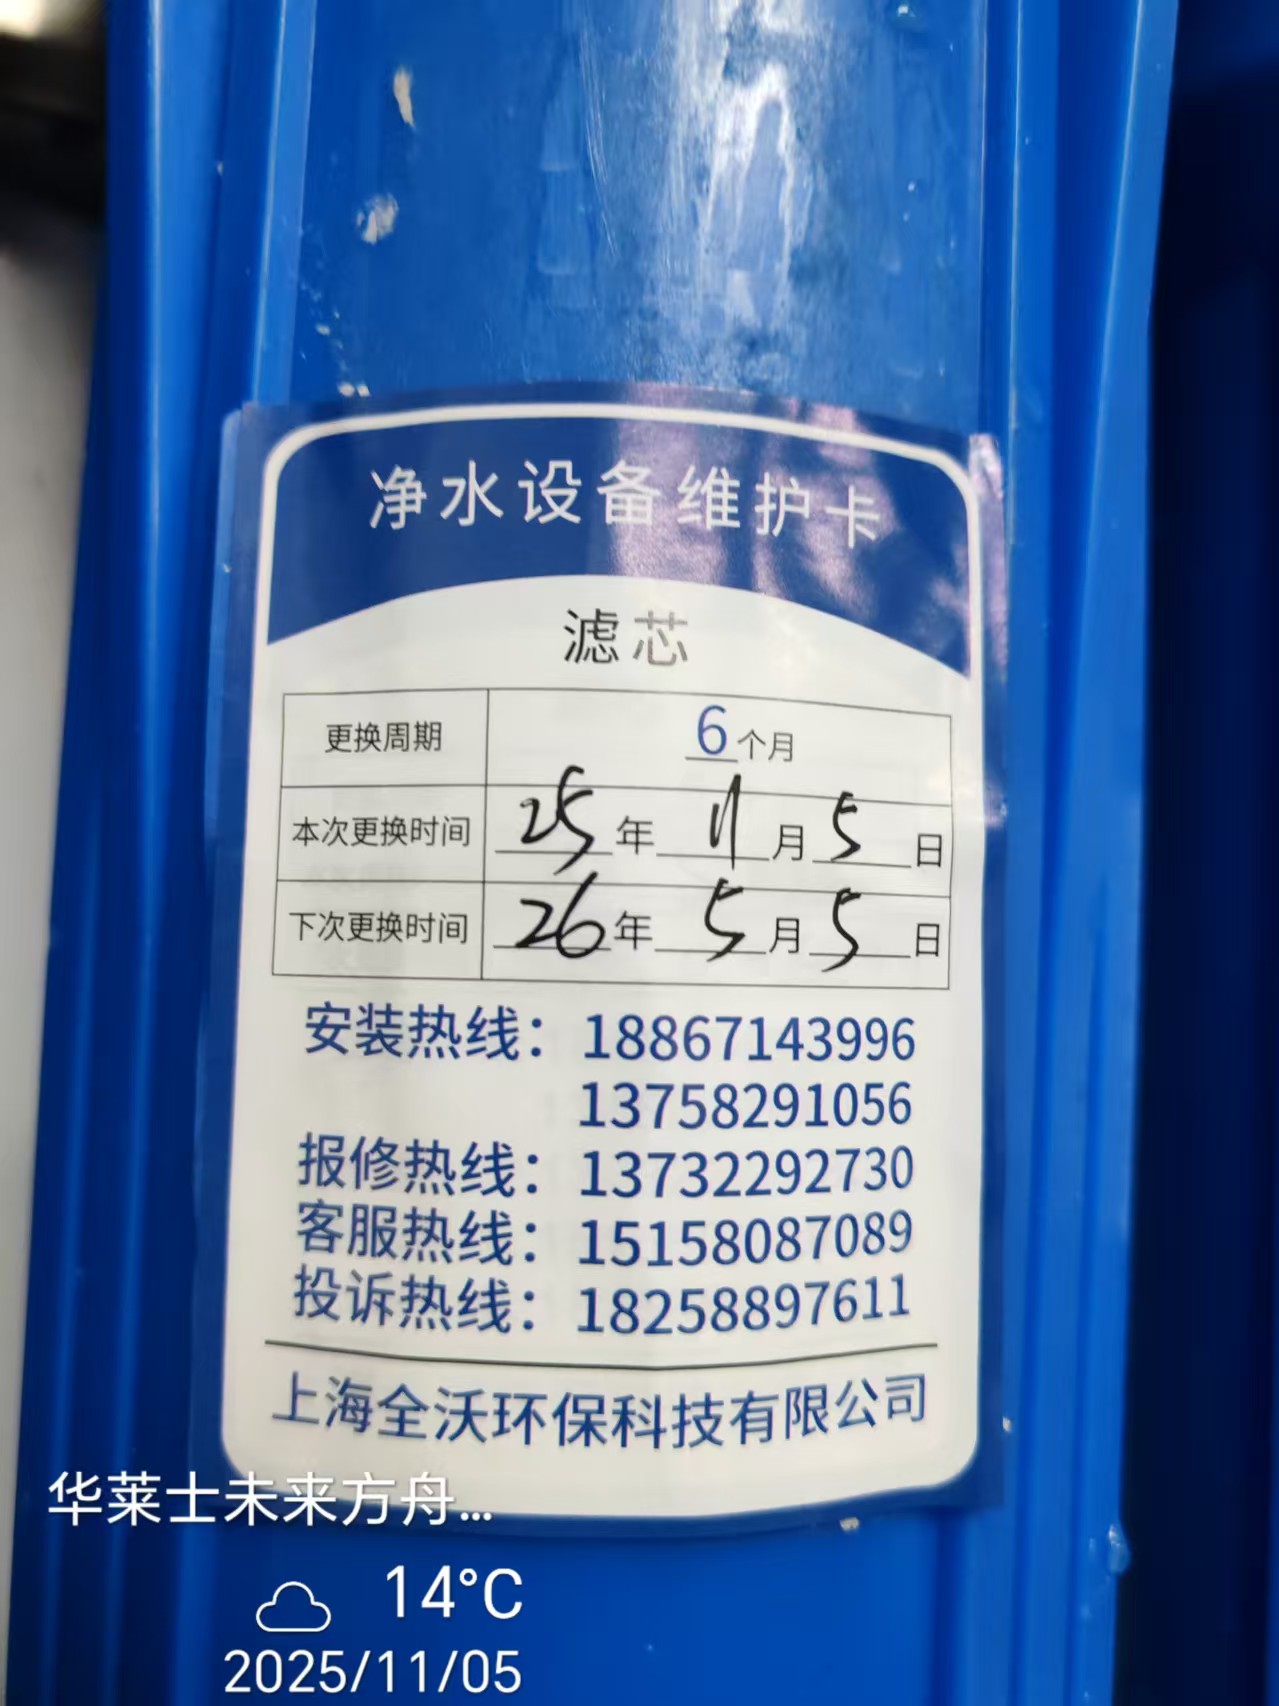 净水设备维护卡
滤芯
更换周期 6个月
本次更换时间 25年11月5日
下次更换时间 26年5月5日
安装热线：18867143996
13758291056
报修热线：13732292730
客服热线：15158087089
投诉热线：18258897611
上海全沃环保科技有限公司
华莱士未来方舟...
14°C
2025/11/05